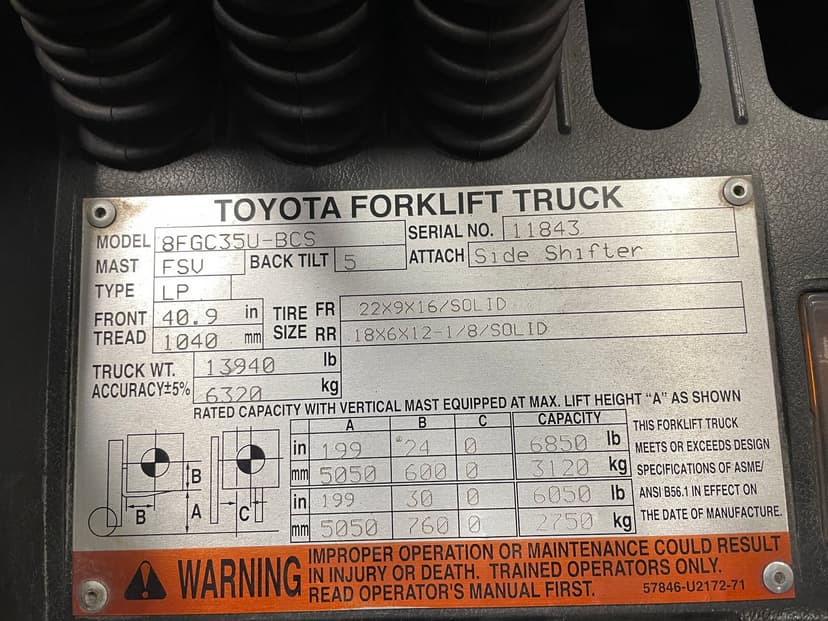 TOYOTA FORKLIFT TRUCK
MODEL 8FGC35U-BCS SERIAL NO. 11843
MAST FSV BACK TILT 5 ATTACH Side Shifter
TYPE LP
FRONT TREAD 40.9 in 1040 mm
TIRE SIZE FR 22X9X16/SOLID
RR 18X6X12-1/8/SOLID
TRUCK WT. 13940 lb
ACCURACY±5% 6320 kg
RATED CAPACITY WITH VERTICAL MAST EQUIPPED AT MAX. LIFT HEIGHT "A" AS SHOWN
A B C CAPACITY
in 199 24 0 6850 lb
mm 5050 600 0 3120 kg
in 199 30 0 6050 lb
mm 5050 760 0 2750 kg
B
B A C
THIS FORKLIFT TRUCK
MEETS OR EXCEEDS DESIGN
SPECIFICATIONS OF ASME/
ANSI B56.1 IN EFFECT ON
THE DATE OF MANUFACTURE.
WARNING
IMPROPER OPERATION OR MAINTENANCE COULD RESULT
IN INJURY OR DEATH. TRAINED OPERATORS ONLY.
READ OPERATOR'S MANUAL FIRST. 57846-U2172-71